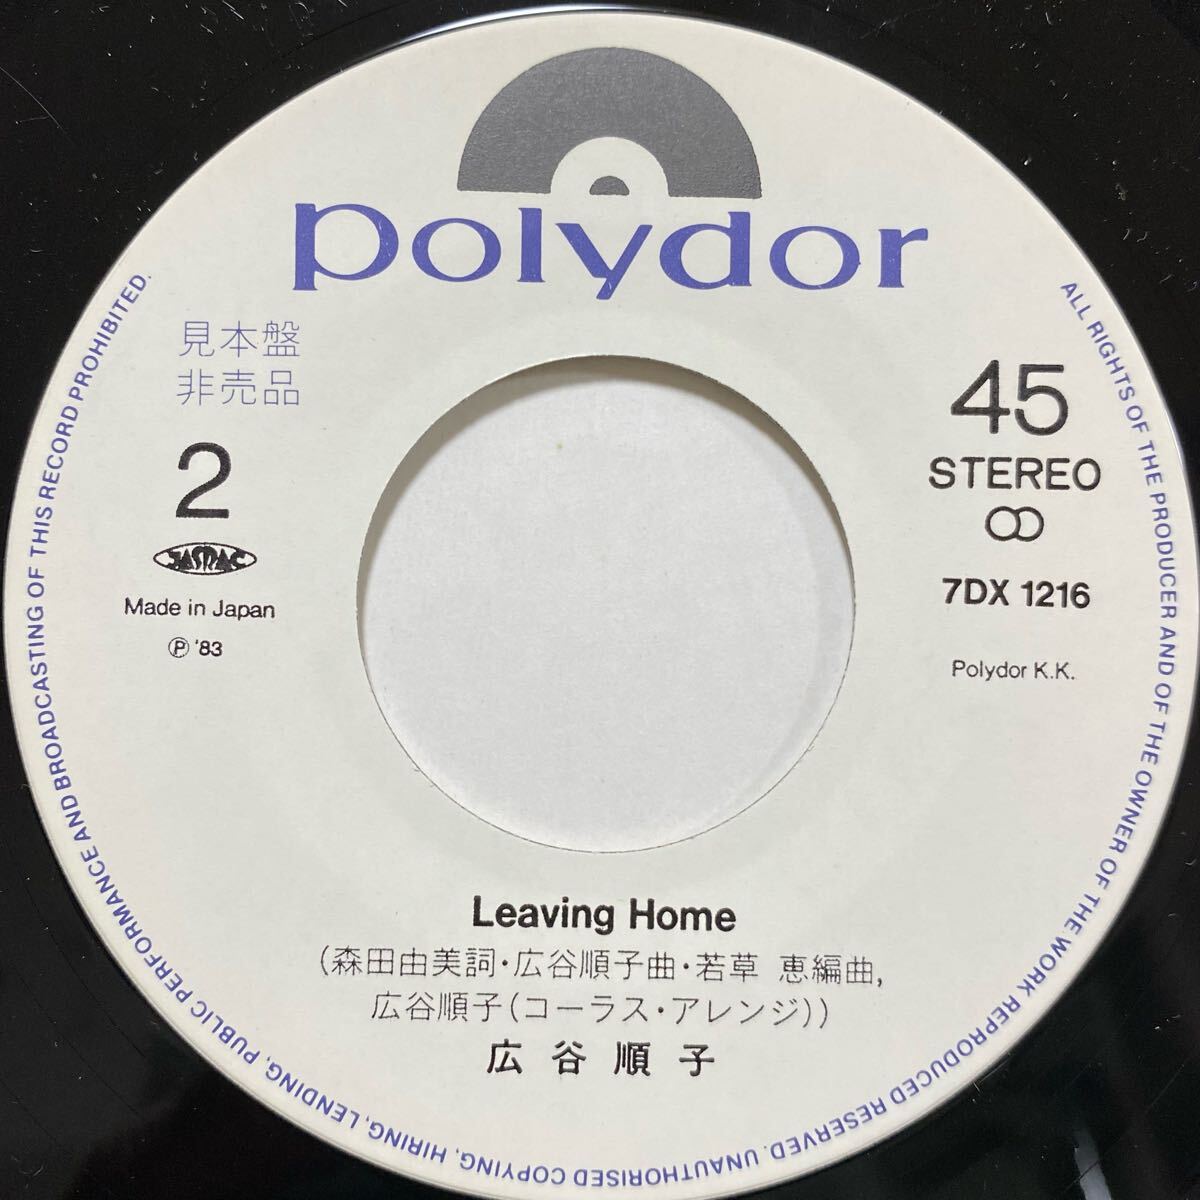 polydor
見本盤
非売品
2
JASRAC
Made in Japan
Ⓟ '83
45
STEREO
7DX 1216
Polydor K.K.
Leaving Home
(森田由美詞・広谷順子曲・若草 恵編曲,
広谷順子(コーラス・アレンジ))
広谷順子
ALL RIGHTS OF THE PRODUCER AND OF THE OWNER OF THE WORK REPRODUCED RESERVED. UNAUTHORISED COPYING, HIRING, LENDING, PUBLIC PERFORMANCE AND BROADCASTING OF THIS RECORD PROHIBITED.